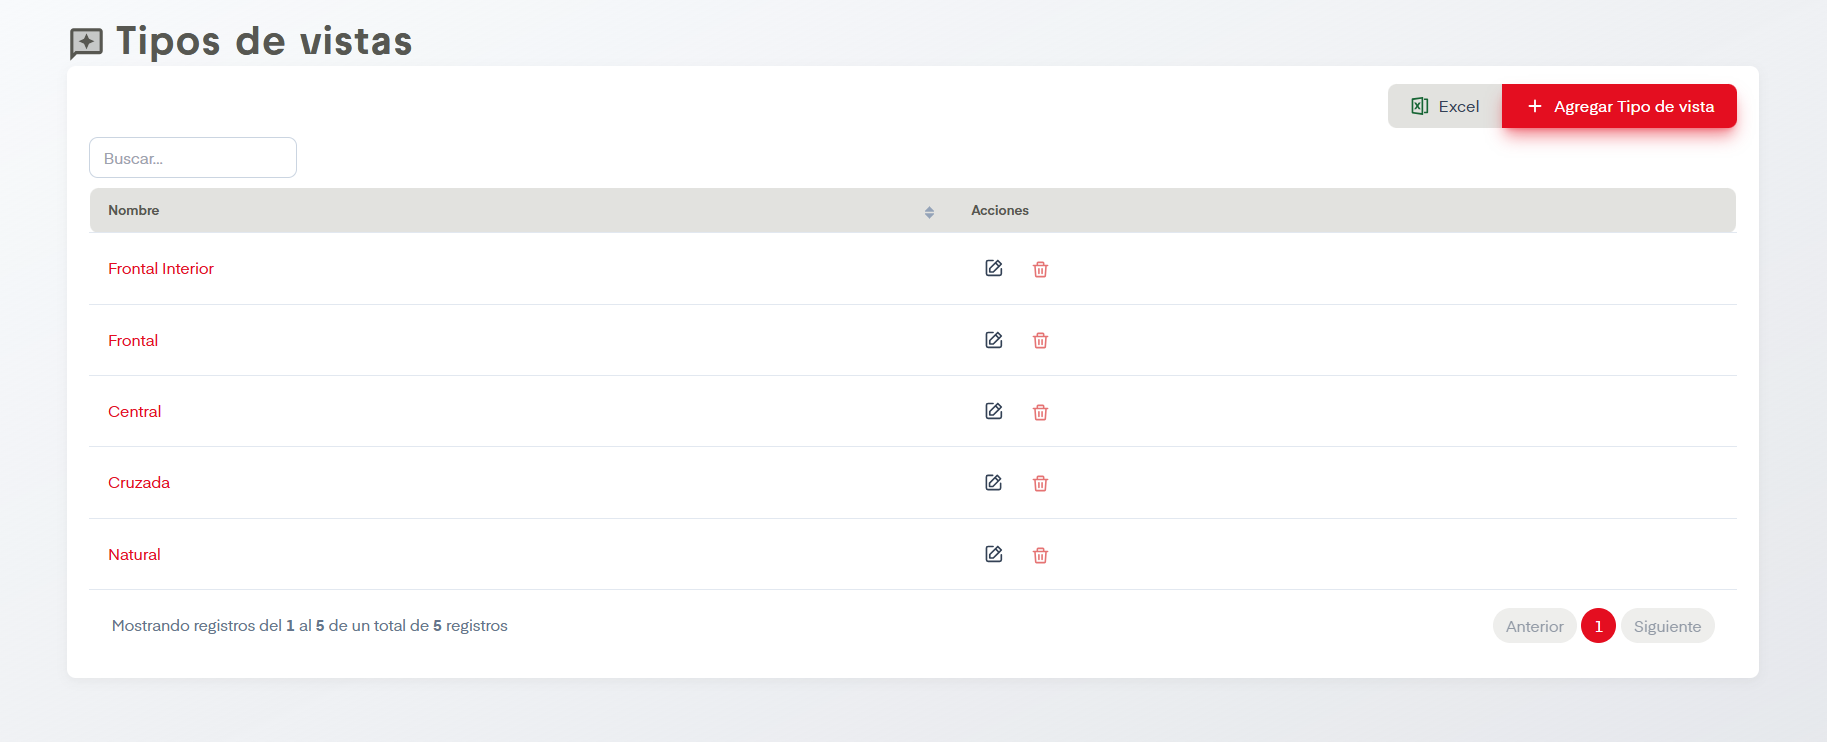 Tipos de vistas
Excel
Agregar Tipo de vista
Buscar...
Nombre Acciones
Frontal Interior
Frontal
Central
Cruzada
Natural
Mostrando registros del 1 al 5 de un total de 5 registros
Anterior 1 Siguiente